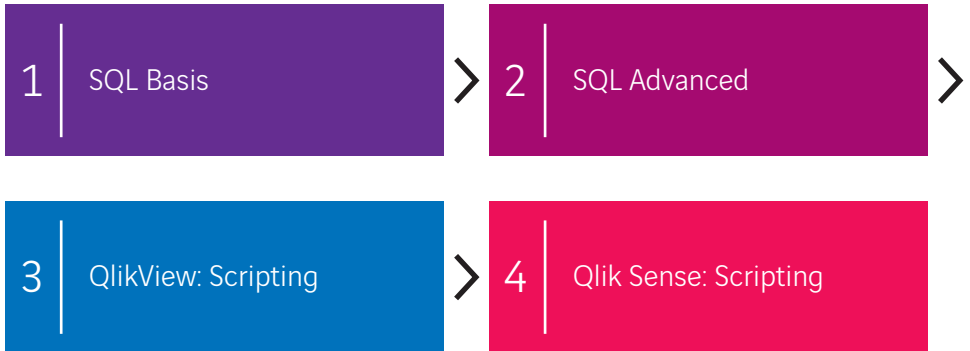 1 SQL Basis
2 SQL Advanced
3 QlikView: Scripting
4 Qlik Sense: Scripting